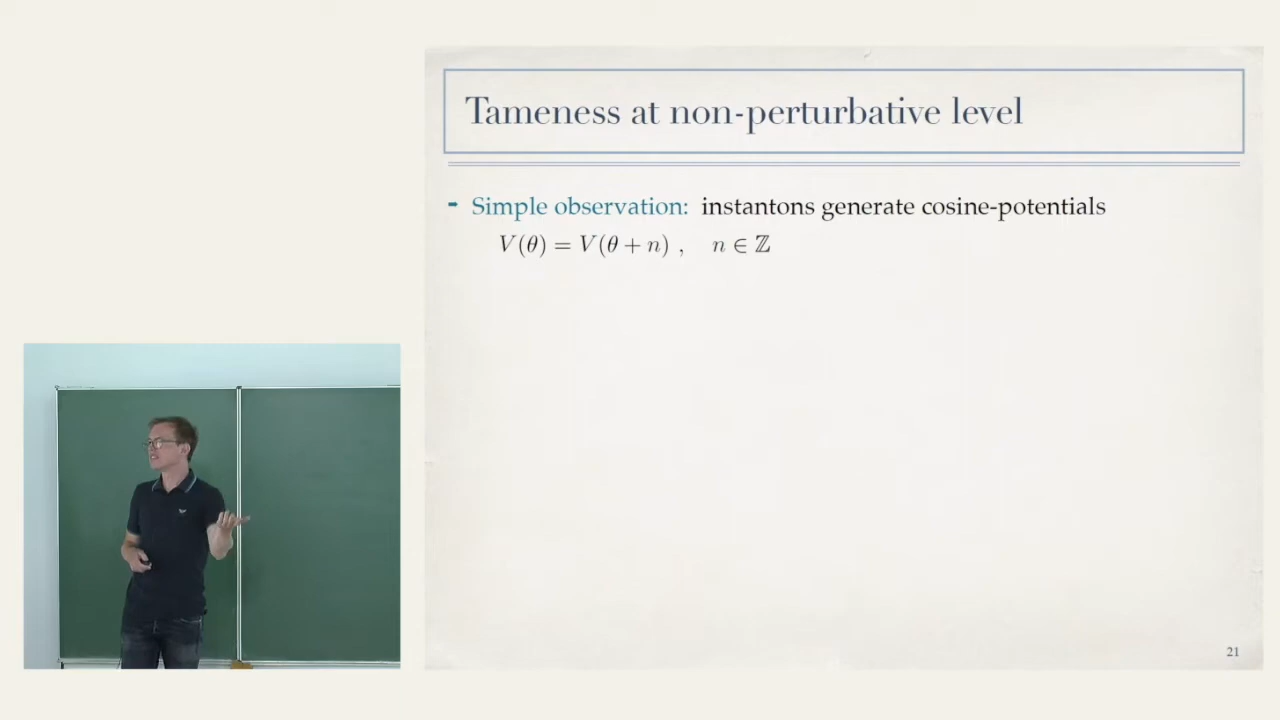 Tameness at non-perturbative level
➡ Simple observation: instantons generate cosine-potentials
V(θ) = V(θ + n) , n ∈ ℤ
21